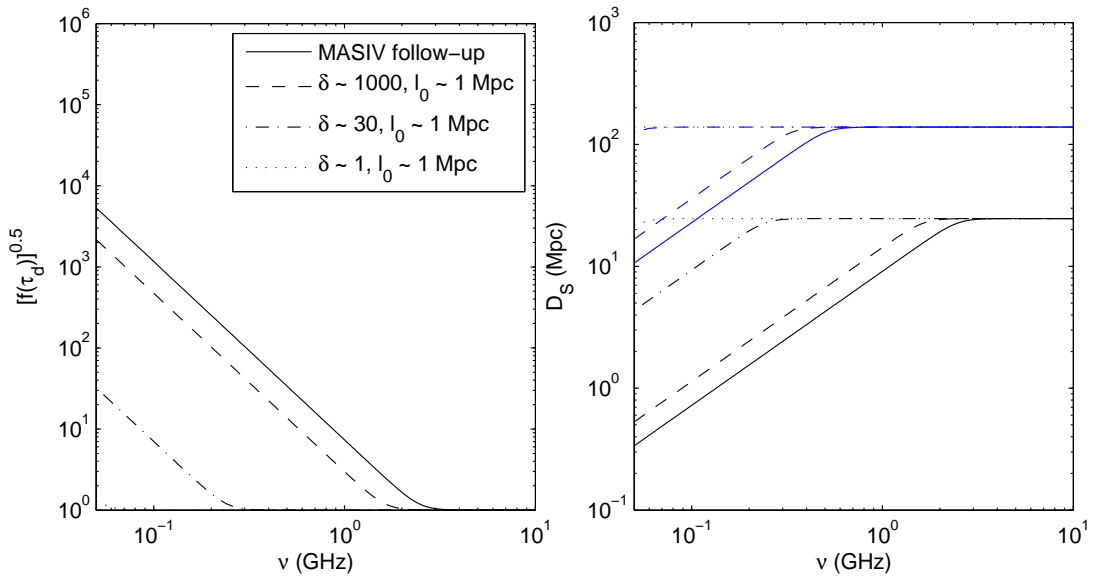 10^6
10^5
10^4
10^3
10^2
10^1
10^0
[f(τ_d)]^0.5
MASIV follow−up
δ ~ 1000, l_0 ~ 1 Mpc
δ ~ 30, l_0 ~ 1 Mpc
δ ~ 1, l_0 ~ 1 Mpc
10^−1 10^0 10^1
ν (GHz)
10^3
10^2
10^1
10^0
10^−1
D_S (Mpc)
10^−1 10^0 10^1
ν (GHz)